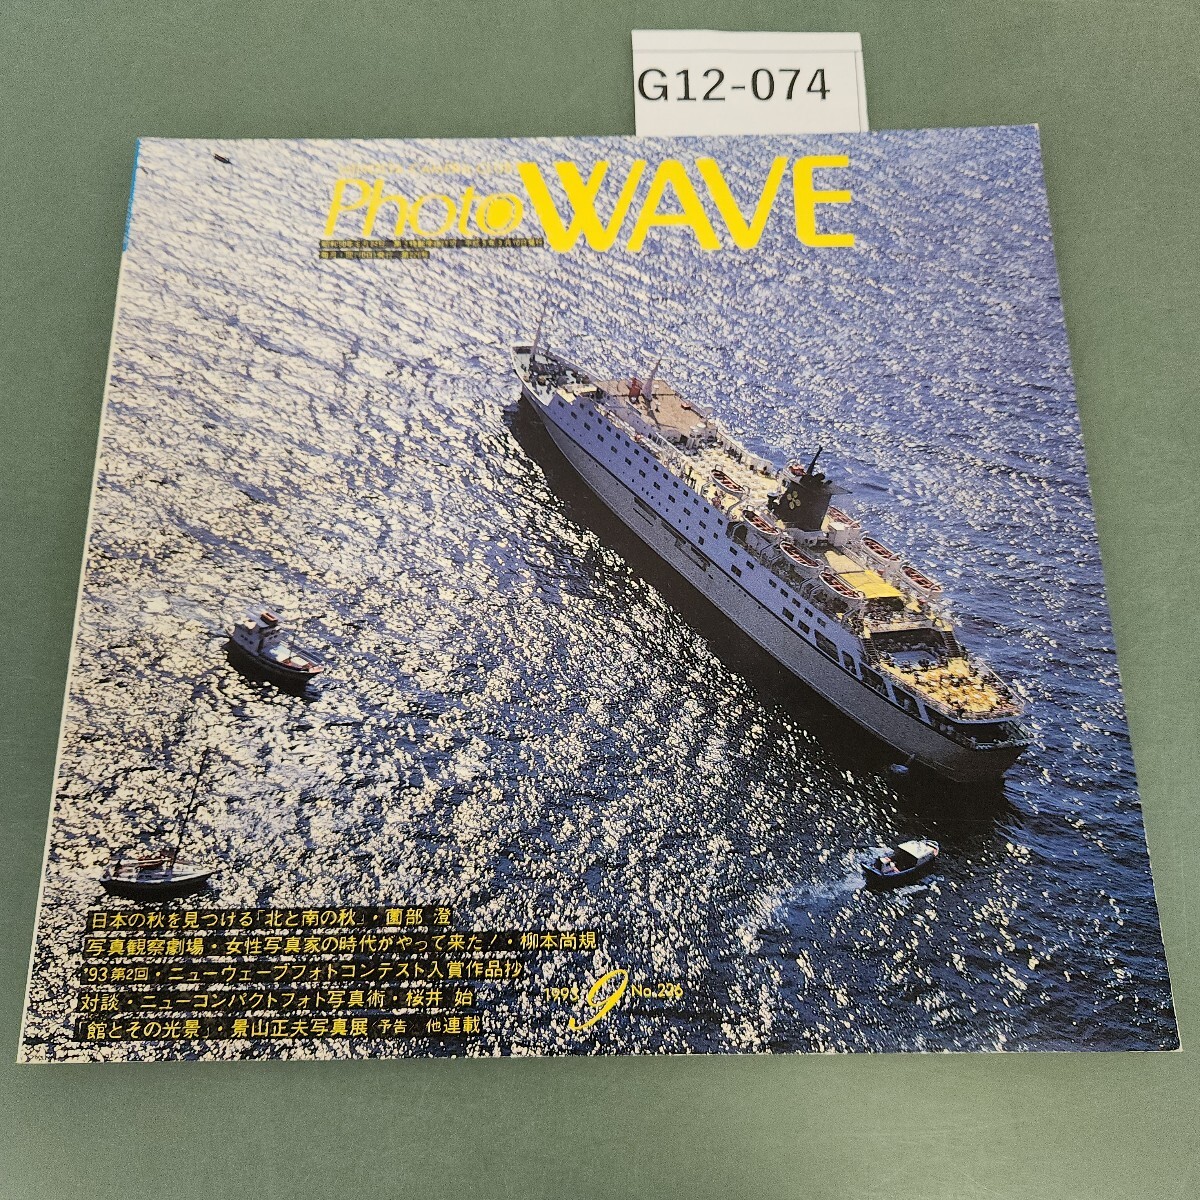 G12-074
Photo WAVE
日本の秋を見つける「北と南の秋」・薗部 澄
写真観察劇場・女性写真家の時代がやって来た!・柳本尚規
'93第2回・ニューウェーブフォトコンテスト入賞作品抄
対談・ニューコンパクトフォト写真術・桜井 始
「館とその光景」・景山正夫写真展 予告 他連載
1993 9 No.226